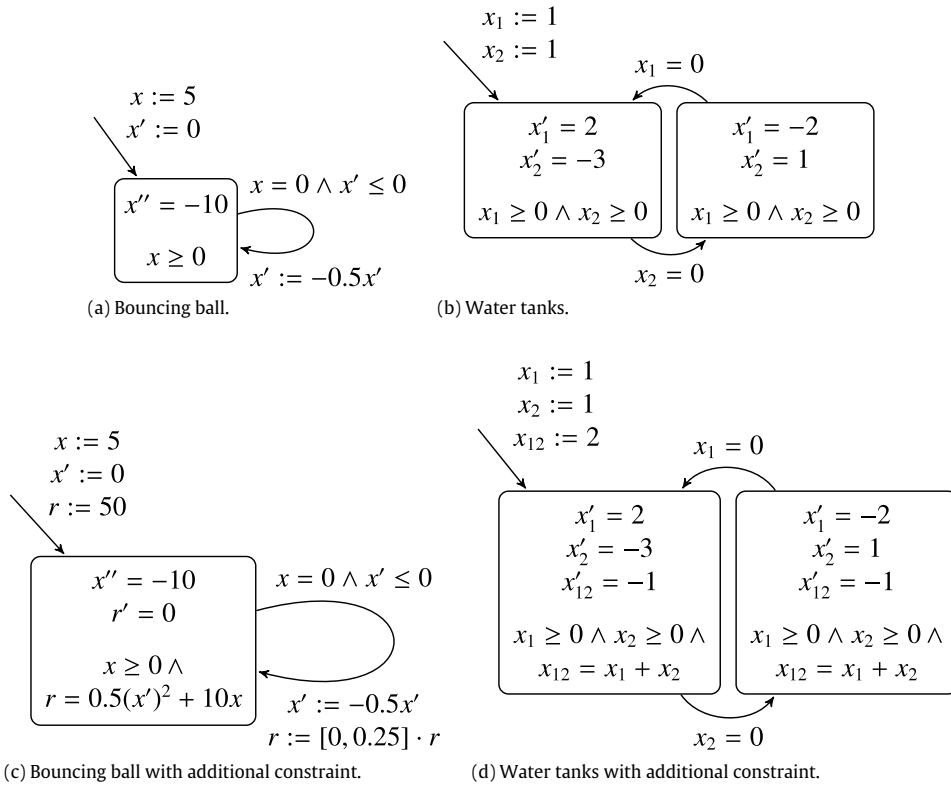 x := 5
x′ := 0
x′′ = −10
x ≥ 0
x = 0 ∧ x′ ≤ 0
x′ := −0.5x′
(a) Bouncing ball.
x₁ := 1
x₂ := 1
x₁ = 0
x′₁ = 2
x′₂ = −3
x₁ ≥ 0 ∧ x₂ ≥ 0
x′₁ = −2
x′₂ = 1
x₁ ≥ 0 ∧ x₂ ≥ 0
x₂ = 0
(b) Water tanks.
x := 5
x′ := 0
r := 50
x′′ = −10
r′ = 0
x ≥ 0 ∧
r = 0.5(x′)² + 10x
x = 0 ∧ x′ ≤ 0
x′ := −0.5x′
r := [0, 0.25] · r
(c) Bouncing ball with additional constraint.
x₁ := 1
x₂ := 1
x₁₂ := 2
x₁ = 0
x′₁ = 2
x′₂ = −3
x′₁₂ = −1
x₁ ≥ 0 ∧ x₂ ≥ 0 ∧
x₁₂ = x₁ + x₂
x′₁ = −2
x′₂ = 1
x′₁₂ = −1
x₁ ≥ 0 ∧ x₂ ≥ 0 ∧
x₁₂ = x₁ + x₂
x₂ = 0
(d) Water tanks with additional constraint.